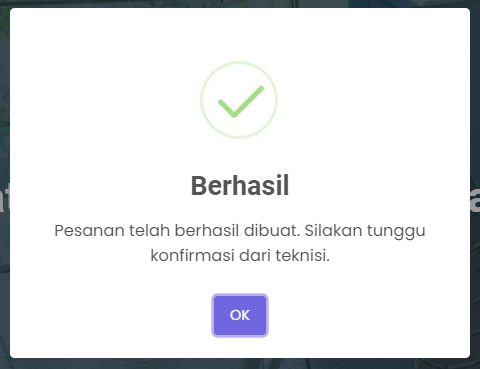 Berhasil
Pesanan telah berhasil dibuat. Silakan tunggu
konfirmasi dari teknisi.
OK